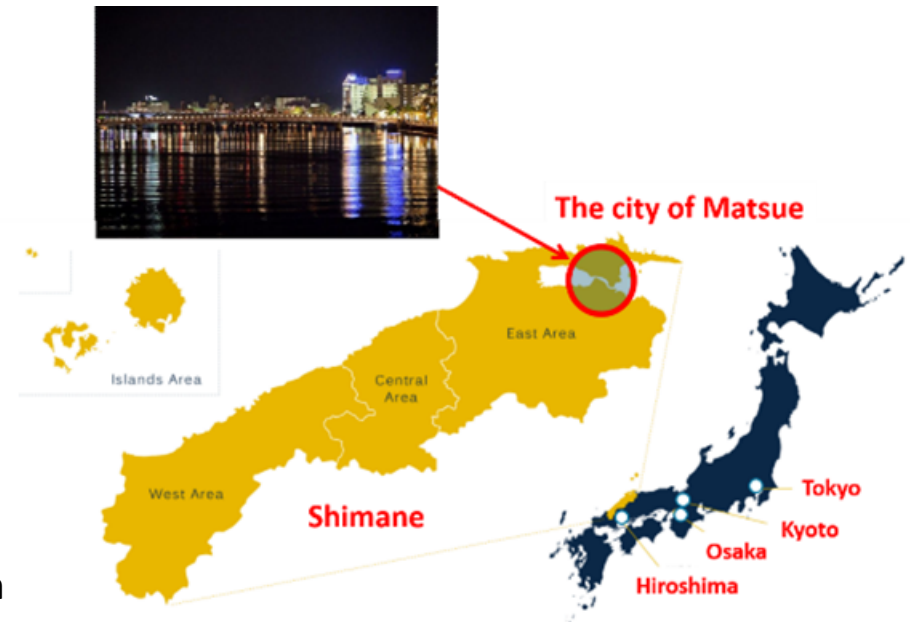 The city of Matsue
East Area
Islands Area
Central
Area
West Area
Shimane
Tokyo
Kyoto
Osaka
Hiroshima